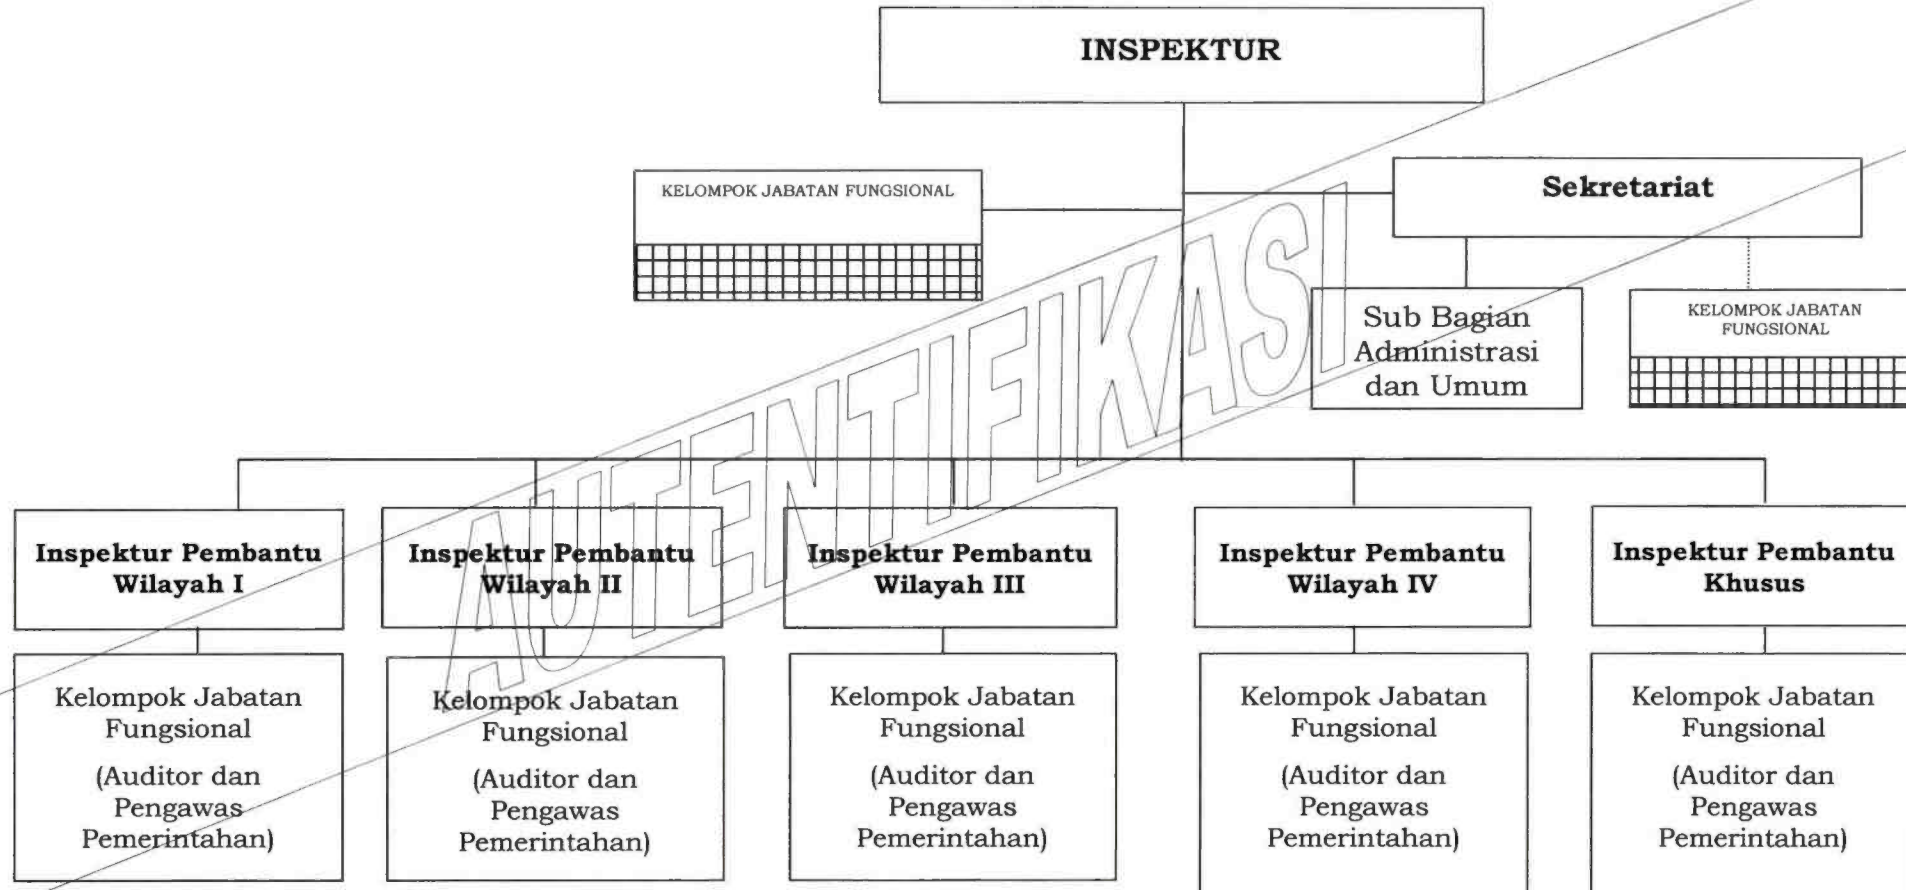 INSPEKTUR
KELOMPOK JABATAN FUNGSIONAL
Sekretariat
Sub Bagian
Administrasi
dan Umum
KELOMPOK JABATAN
FUNGSIONAL
AUTENTIFIKASI
Inspektur Pembantu
Wilayah I
Inspektur Pembantu
Wilayah II
Inspektur Pembantu
Wilayah III
Inspektur Pembantu
Wilayah IV
Inspektur Pembantu
Khusus
Kelompok Jabatan
Fungsional
(Auditor dan
Pengawas
Pemerintahan)
Kelompok Jabatan
Fungsional
(Auditor dan
Pengawas
Pemerintahan)
Kelompok Jabatan
Fungsional
(Auditor dan
Pengawas
Pemerintahan)
Kelompok Jabatan
Fungsional
(Auditor dan
Pengawas
Pemerintahan)
Kelompok Jabatan
Fungsional
(Auditor dan
Pengawas
Pemerintahan)